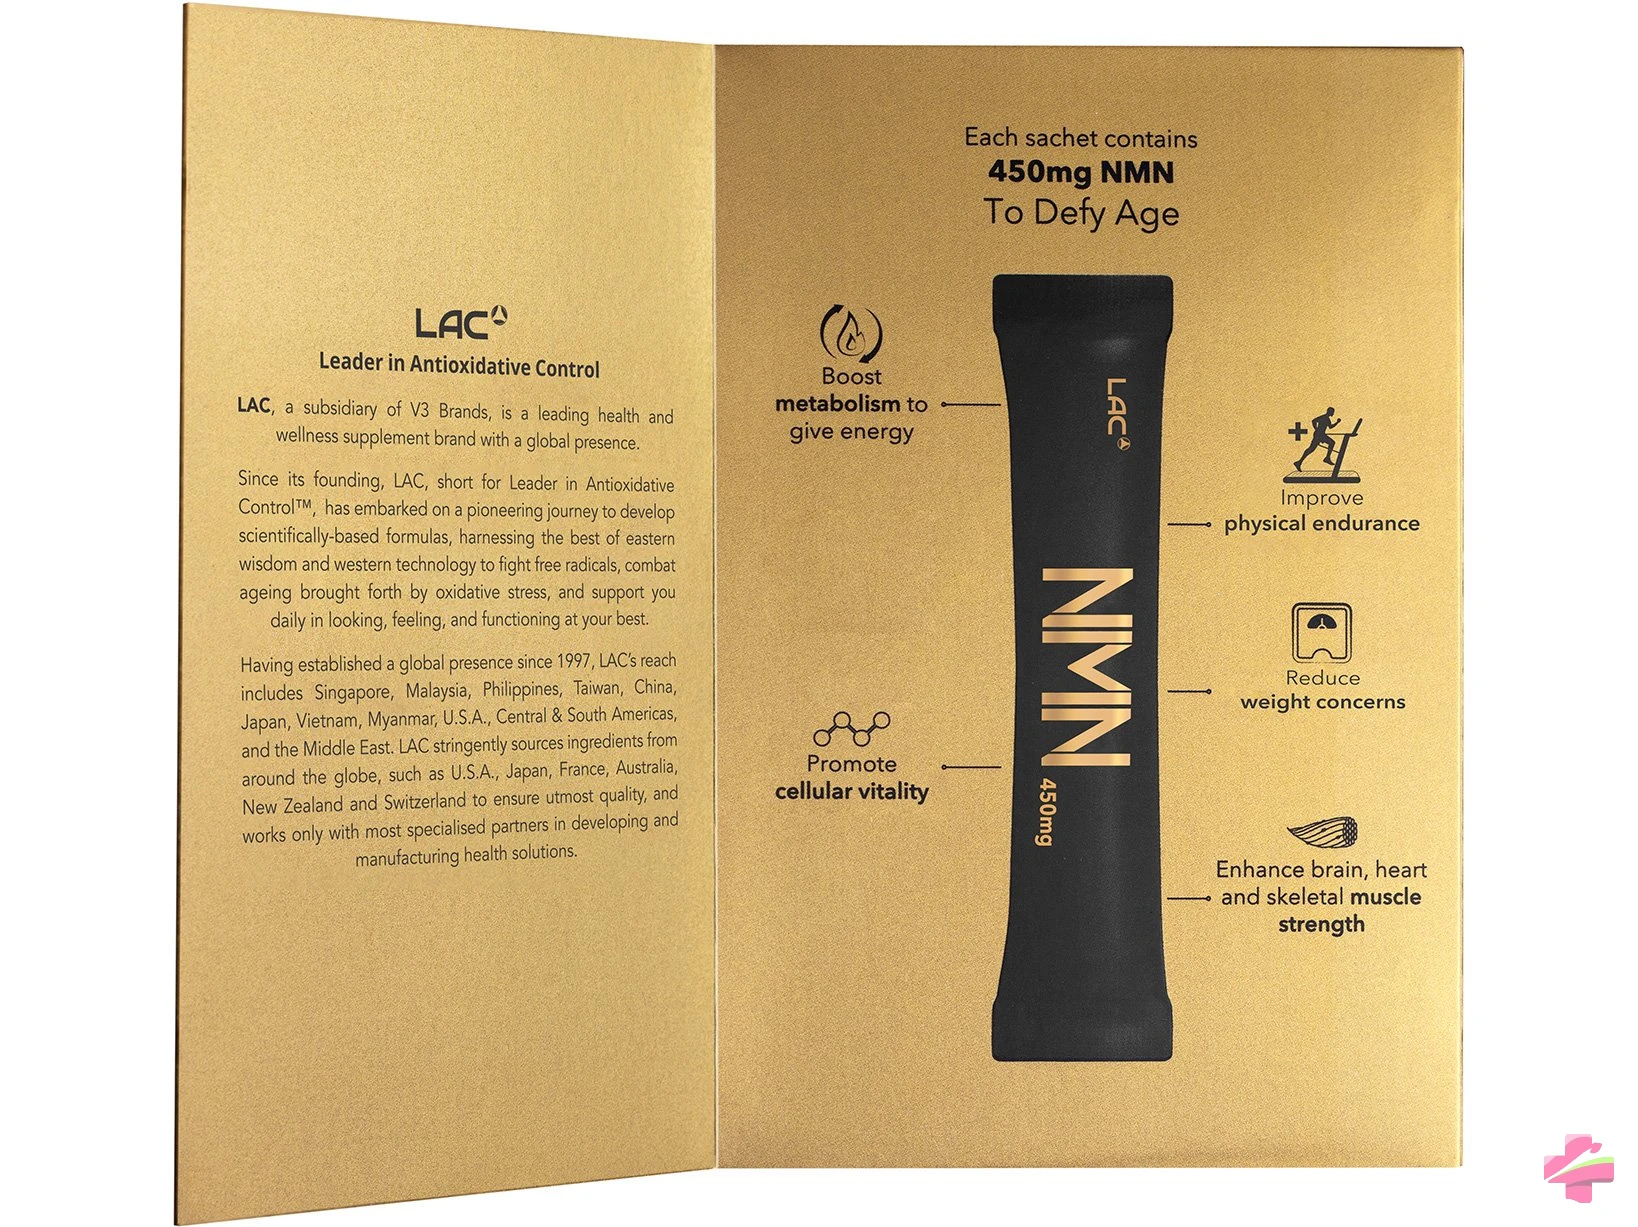 LAC
Leader in Antioxidative Control
LAC, a subsidiary of V3 Brands, is a leading health and
wellness supplement brand with a global presence.
Since its founding, LAC, short for Leader in Antioxidative
Control™, has embarked on a pioneering journey to develop
scientifically-based formulas, harnessing the best of eastern
wisdom and western technology to fight free radicals, combat
ageing brought forth by oxidative stress, and support you
daily in looking, feeling, and functioning at your best.
Having established a global presence since 1997, LAC's reach
includes Singapore, Malaysia, Philippines, Taiwan, China,
Japan, Vietnam, Myanmar, U.S.A., Central & South Americas,
and the Middle East. LAC stringently sources ingredients from
around the globe, such as U.S.A., Japan, France, Australia,
New Zealand and Switzerland to ensure utmost quality, and
works only with most specialised partners in developing and
manufacturing health solutions.
Each sachet contains
450mg NMN
To Defy Age
Boost
metabolism to
give energy
Promote
cellular vitality
LAC
NMN
450mg
Improve
physical endurance
Reduce
weight concerns
Enhance brain, heart
and skeletal muscle
strength